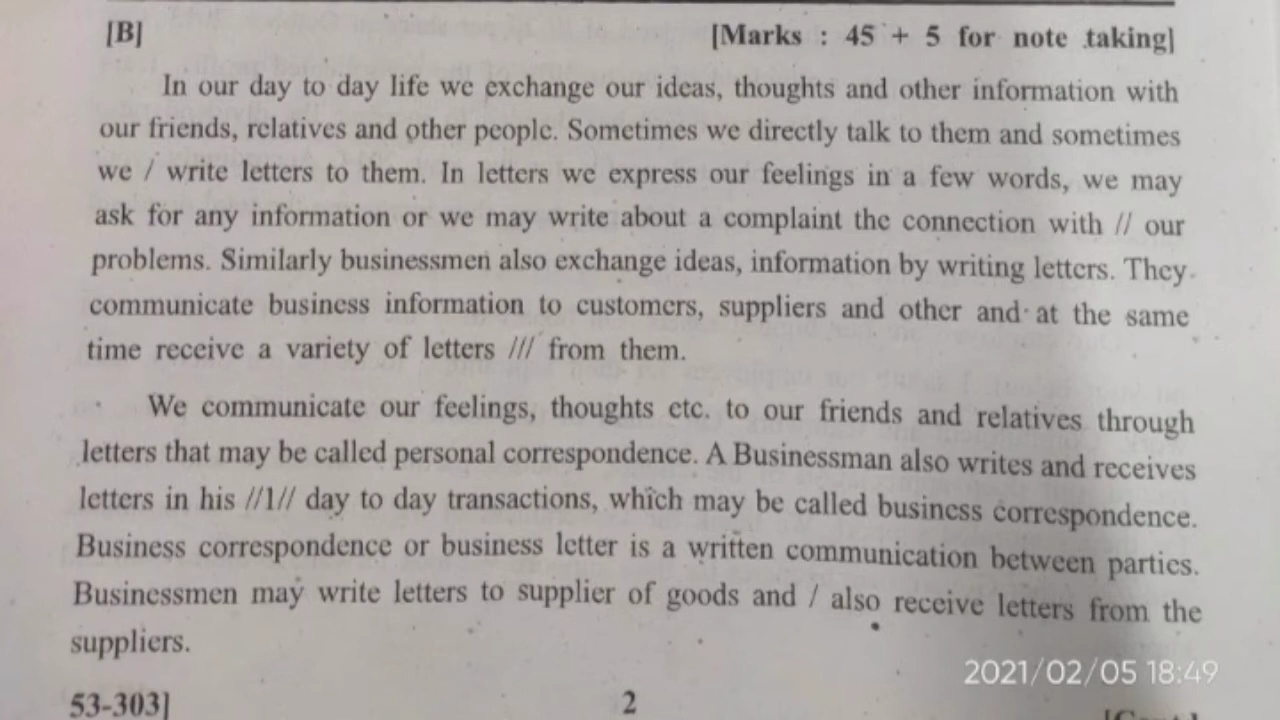 [B] [Marks : 45 + 5 for note taking]
In our day to day life we exchange our ideas, thoughts and other information with
our friends, relatives and other people. Sometimes we directly talk to them and sometimes
we / write letters to them. In letters we express our feelings in a few words, we may
ask for any information or we may write about a complaint the connection with // our
problems. Similarly businessmen also exchange ideas, information by writing letters. They
communicate business information to customers, suppliers and other and at the same
time receive a variety of letters /// from them.
We communicate our feelings, thoughts etc. to our friends and relatives through
letters that may be called personal correspondence. A Businessman also writes and receives
letters in his //1// day to day transactions, which may be called business correspondence.
Business correspondence or business letter is a written communication between parties.
Businessmen may write letters to supplier of goods and / also receive letters from the
suppliers.
2021/02/05 18:49
53-303] 2